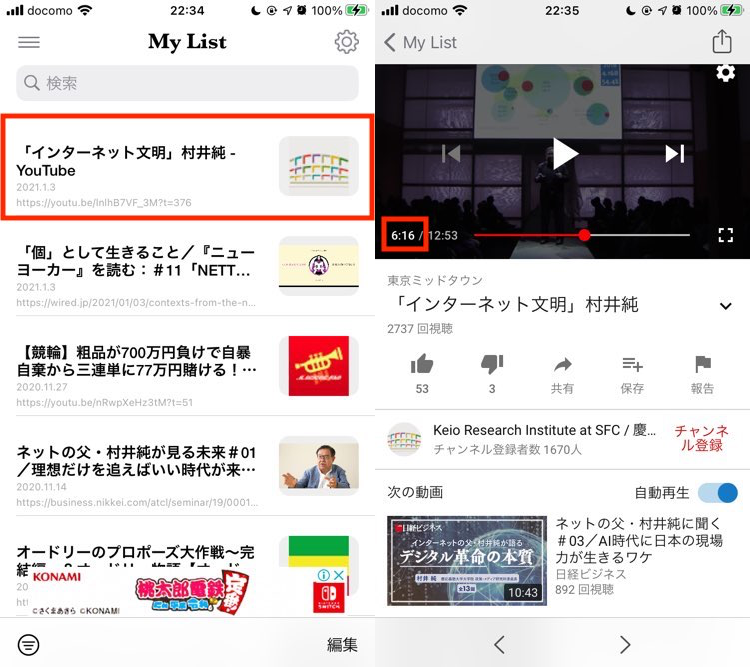 docomo 22:34 100%
My List
検索
「インターネット文明」村井純 -
YouTube
2021.1.3
https://youtu.be/inIhB7VF_3M?t=376
「個」として生きること／『ニュー
ヨーカー』を読む：＃11「NETT…
2021.1.3
https://wired.jp/2021/01/03/contexts-from-the-n...
【競輪】粗品が700万円負けで自暴
自棄から三連単に77万円賭ける！…
2020.11.27
https://youtu.be/nRwpXeHz3tM?t=51
ネットの父・村井純が見る未来＃01
／理想だけを追えばいい時代が来…
2020.11.14
https://business.nikkei.com/atcl/seminar/19/0001...
オードリーのプロポーズ大作戦〜完
KONAMI
桃太郎電鉄
定番!
©さくまあきら ©KONAMI
SWITCH
編集
docomo 22:35 100%
My List
6:16 / 12:53
東京ミッドタウン
「インターネット文明」村井純
2737 回視聴
53
3
共有
保存
報告
Keio Research Institute at SFC / 慶...
チャンネル登録者数 1670人
チャンネ
ル登録
次の動画
自動再生
日経ビジネス
インターネットの父・村井純が語る
デジタル革命の本質
村井 純
全13回
10:43
ネットの父・村井純に聞く
＃03／AI時代に日本の現場
力が生きるワケ
日経ビジネス
892 回視聴